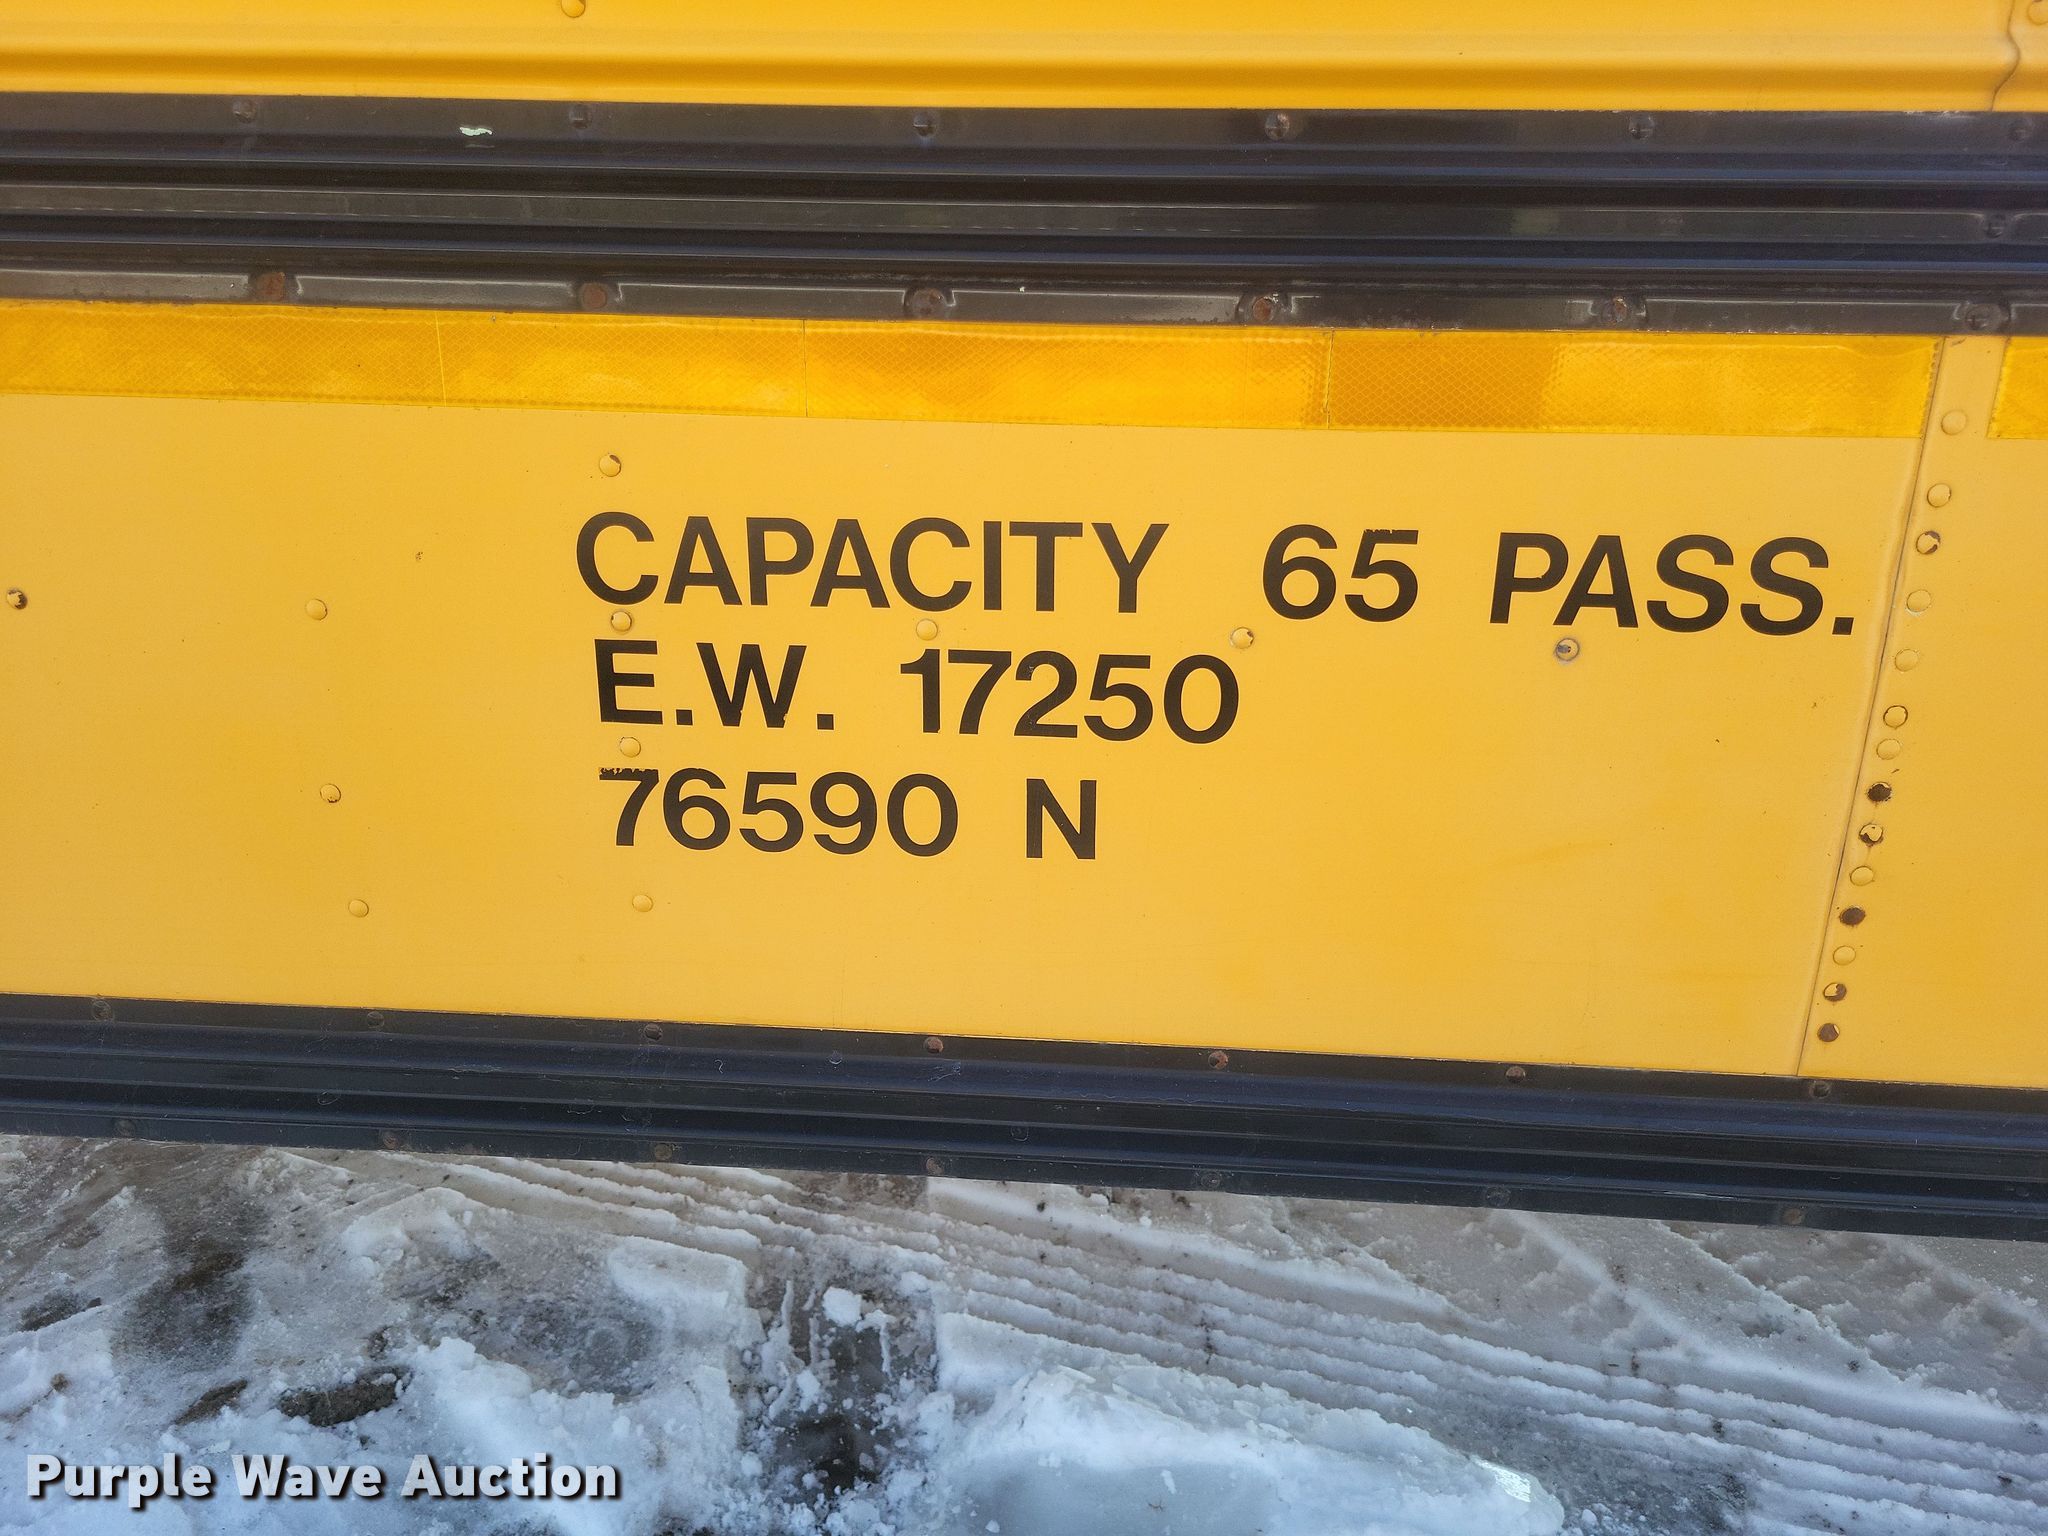 CAPACITY 65 PASS.
E.W. 17250
76590 N
Purple Wave Auction